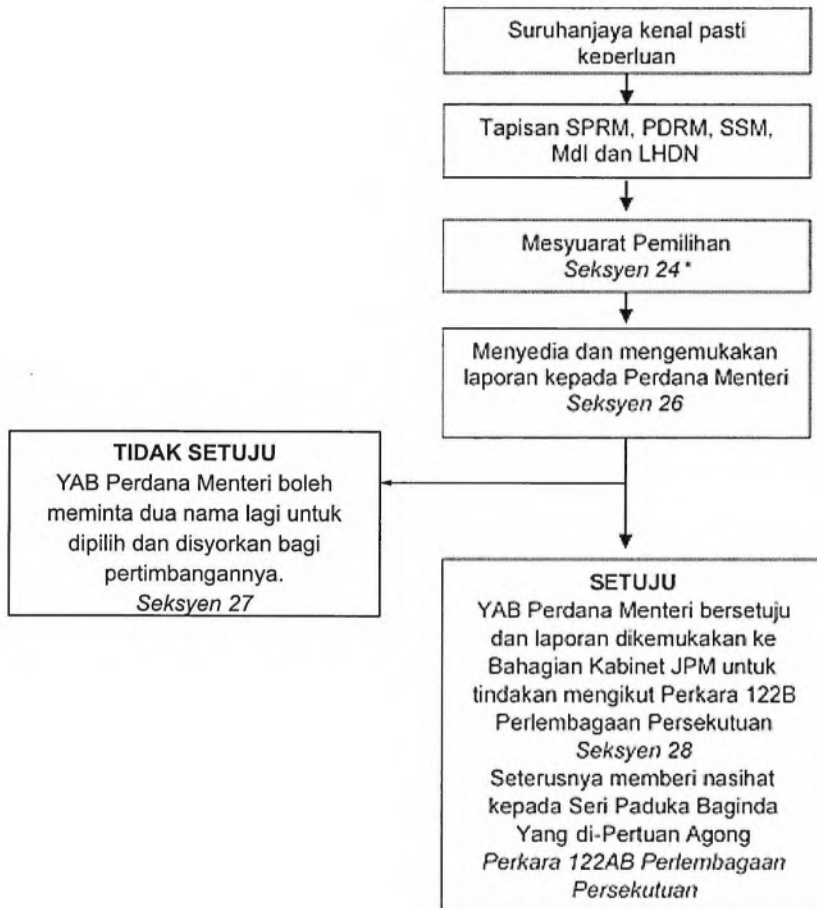 Suruhanjaya kenal pasti
keperluan
Tapisan SPRM, PDRM, SSM,
MdI dan LHDN
Mesyuarat Pemilihan
Seksyen 24*
Menyedia dan mengemukakan
laporan kepada Perdana Menteri
Seksyen 26
TIDAK SETUJU
YAB Perdana Menteri boleh
meminta dua nama lagi untuk
dipilih dan disyorkan bagi
pertimbangannya.
Seksyen 27
SETUJU
YAB Perdana Menteri bersetuju
dan laporan dikemukakan ke
Bahagian Kabinet JPM untuk
tindakan mengikut Perkara 122B
Perlembagaan Persekutuan
Seksyen 28
Seterusnya memberi nasihat
kepada Seri Paduka Baginda
Yang di-Pertuan Agong
Perkara 122AB Perlembagaan
Persekutuan